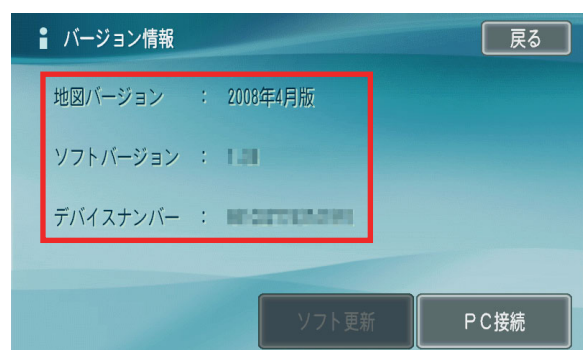 バージョン情報
戻る
地図バージョン : 2008年4月版
ソフトバージョン :
デバイスナンバー :
ソフト更新
PC接続